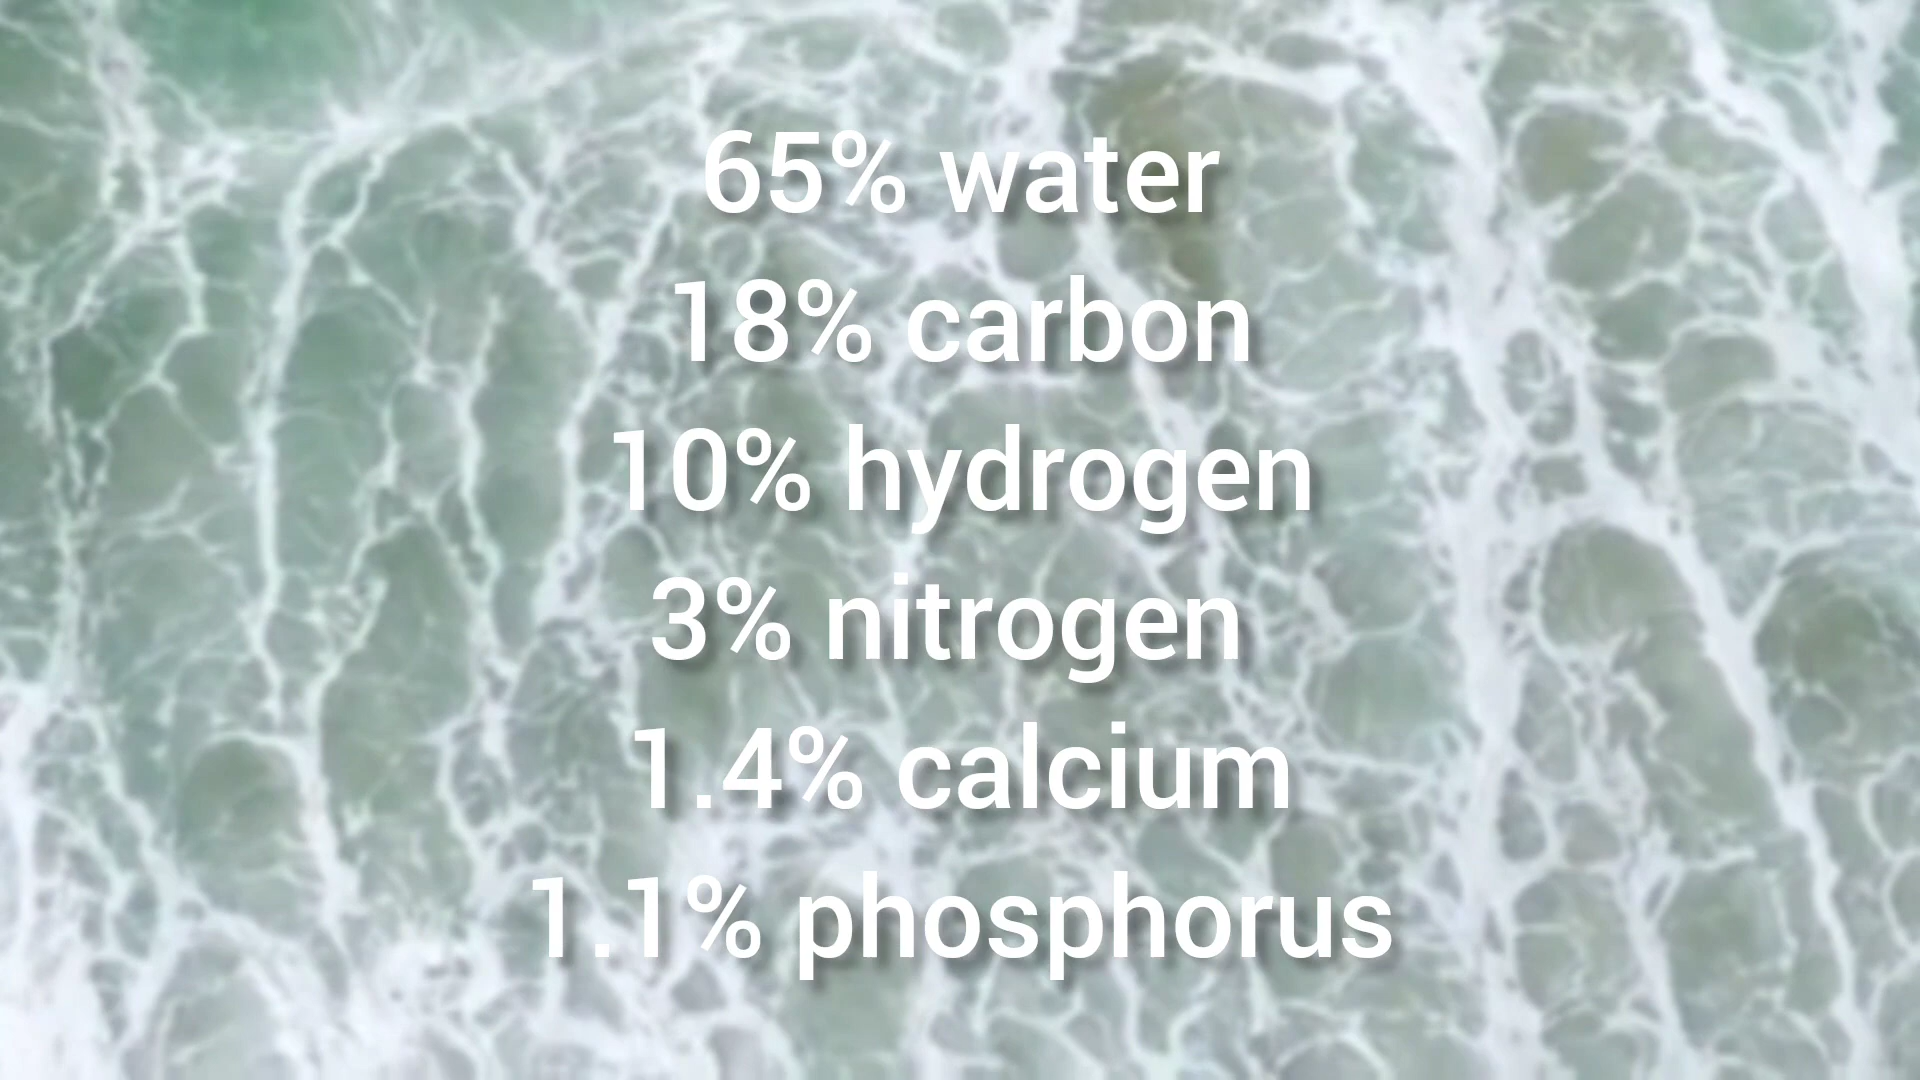 65% water
18% carbon
10% hydrogen
3% nitrogen
1.4% calcium
1.1% phosphorus